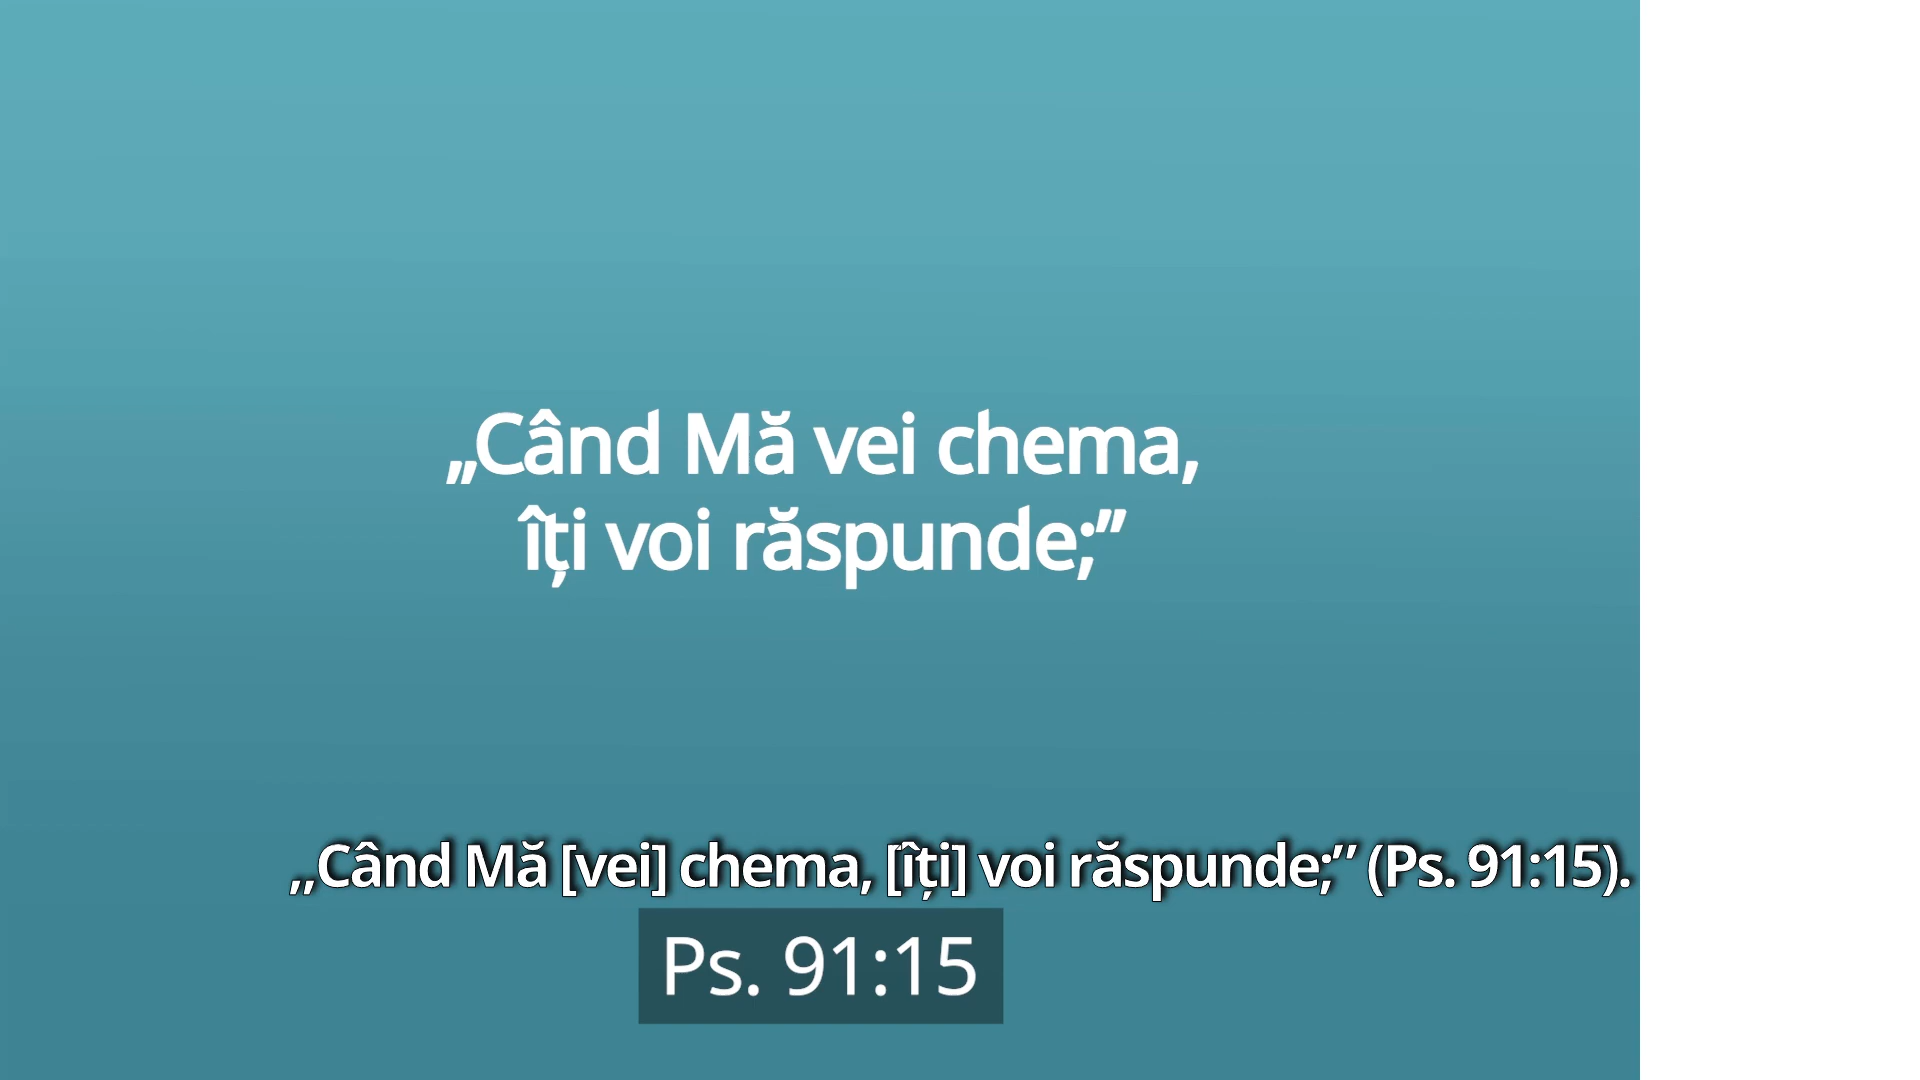 „Când Mă vei chema,
îți voi răspunde;”
„Când Mă [vei] chema, [îți] voi răspunde;” (Ps. 91:15).
Ps. 91:15